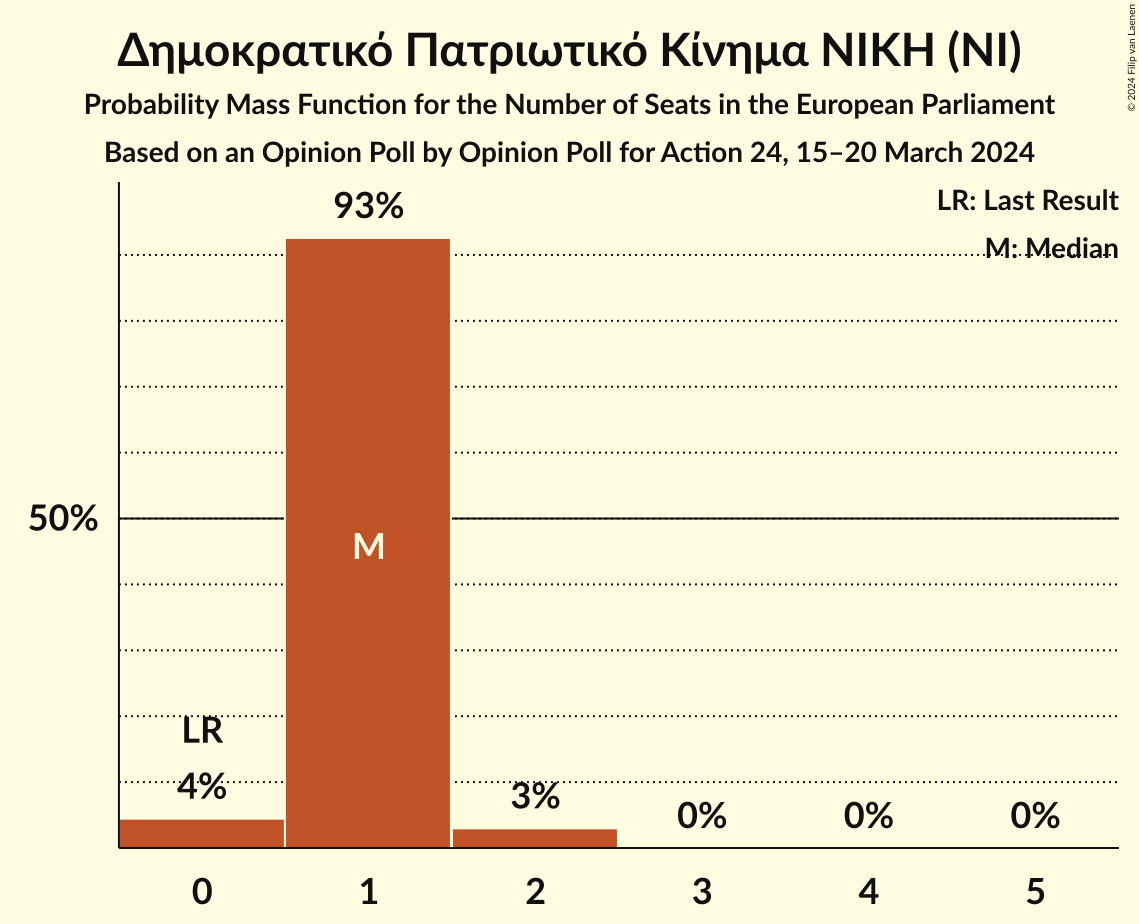 Δημοκρατικό Πατριωτικό Κίνημα ΝΙΚΗ (NI)
Probability Mass Function for the Number of Seats in the European Parliament
Based on an Opinion Poll by Opinion Poll for Action 24, 15–20 March 2024
© 2024 Filip van Laenen
LR: Last Result
M: Median
93%
50%
M
LR
4%
3%
0% 0% 0%
0 1 2 3 4 5